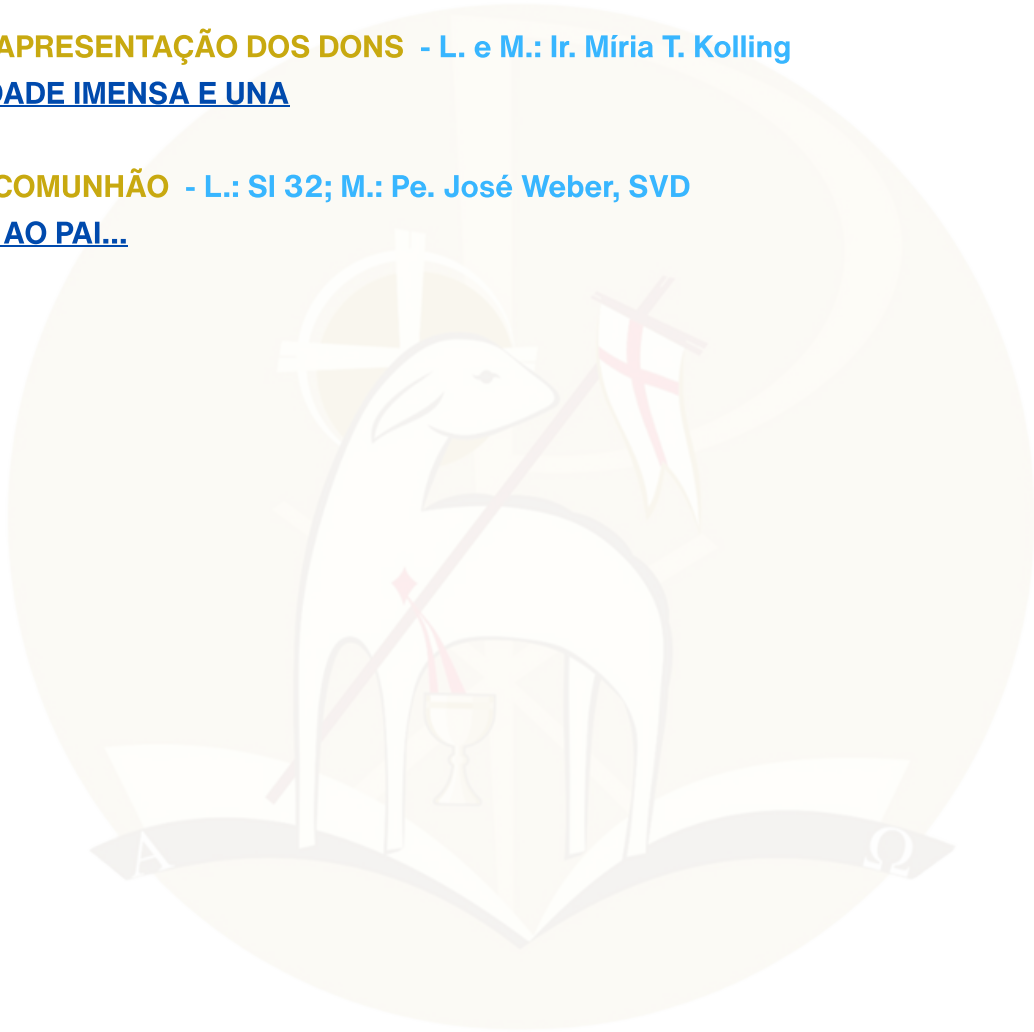 APRESENTAÇÃO DOS DONS - L. e M.: Ir. Míria T. Kolling
DADE IMENSA E UNA
COMUNHÃO - L.: Sl 32; M.: Pe. José Weber, SVD
AO PAI...
Α Ω